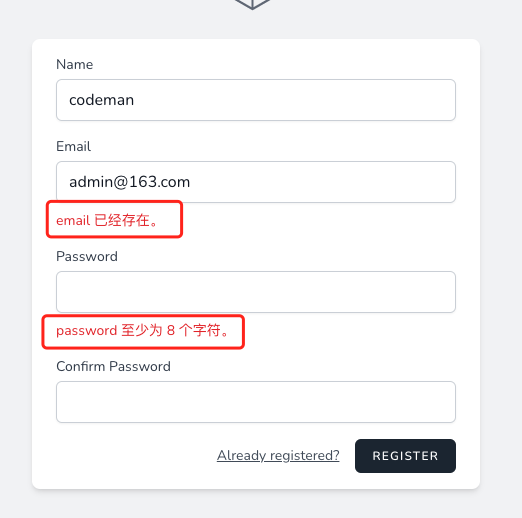 Name
codeman
Email
admin@163.com
email 已经存在。
Password
password 至少为 8 个字符。
Confirm Password
Already registered?
REGISTER